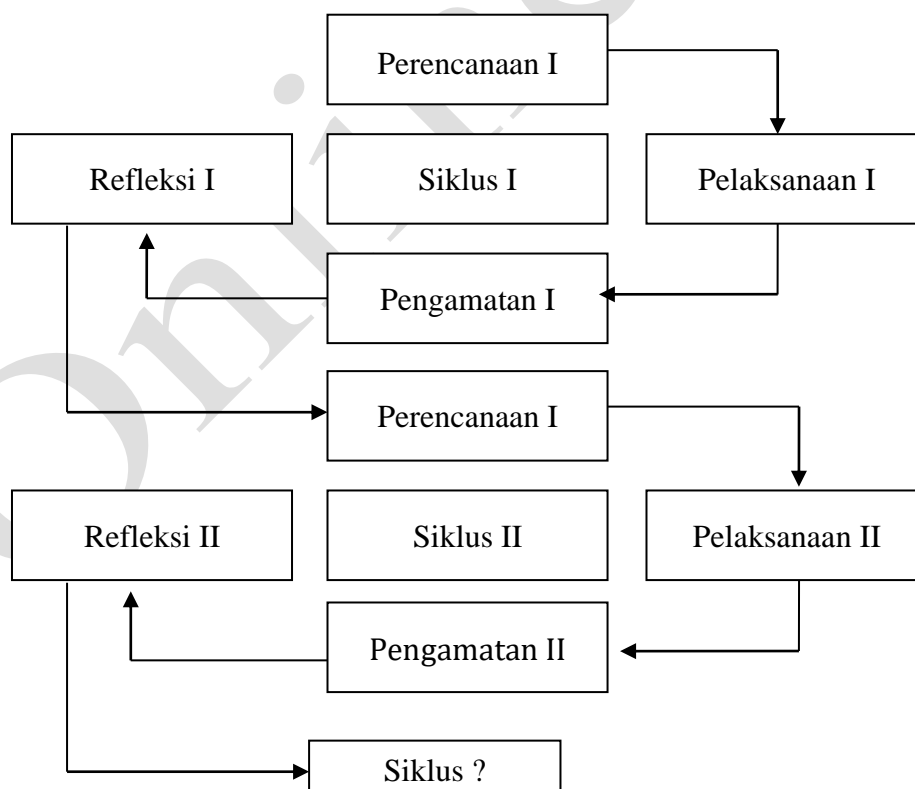 Perencanaan I
Refleksi I
Siklus I
Pelaksanaan I
Pengamatan I
Perencanaan I
Refleksi II
Siklus II
Pelaksanaan II
Pengamatan II
Siklus ?